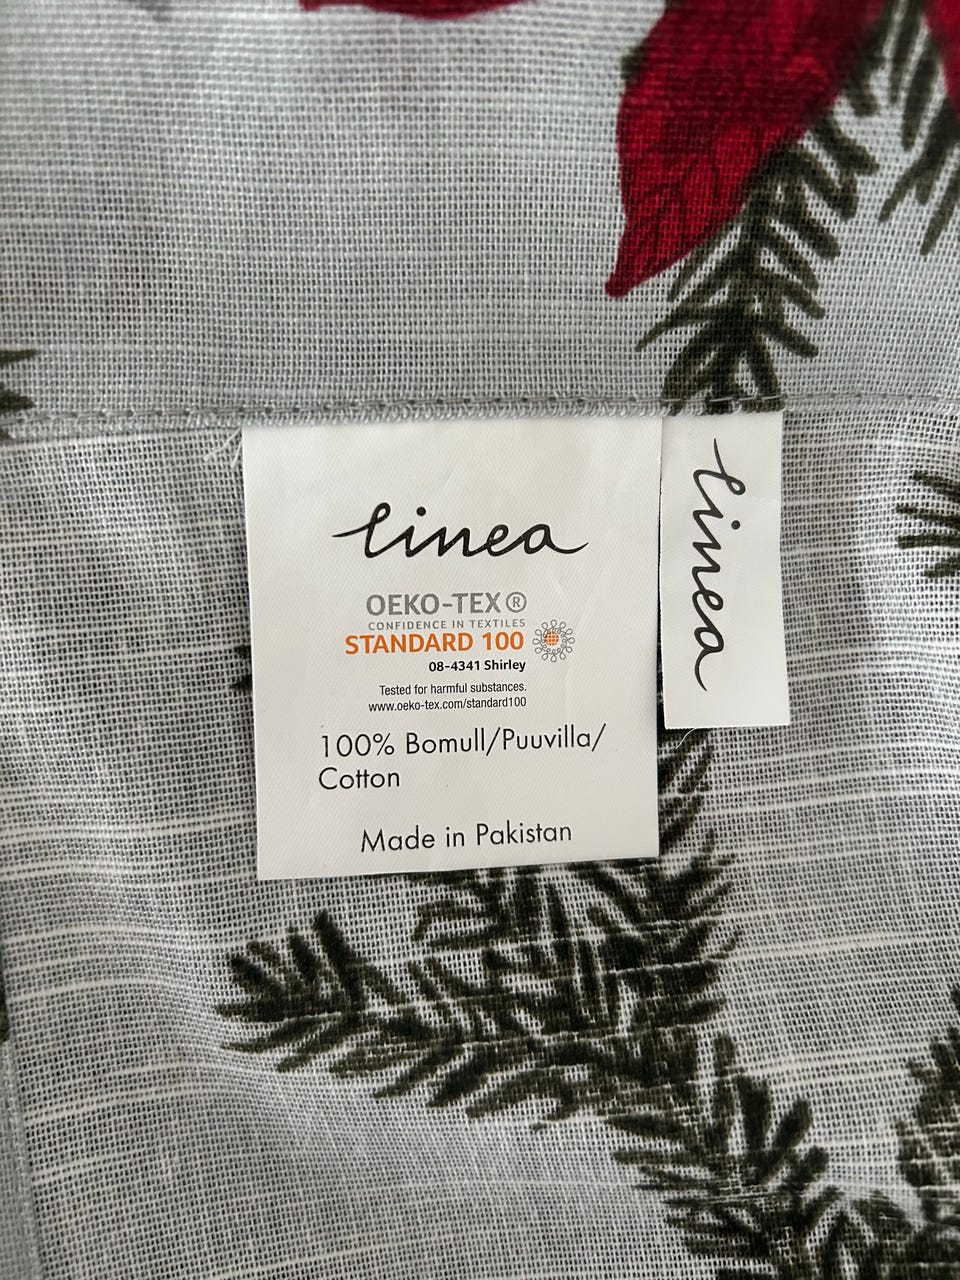 linea
OEKO-TEX®
CONFIDENCE IN TEXTILES
STANDARD 100
08-4341 Shirley
Tested for harmful substances.
www.oeko-tex.com/standard100
100% Bomull/Puuvilla/
Cotton
Made in Pakistan
linea